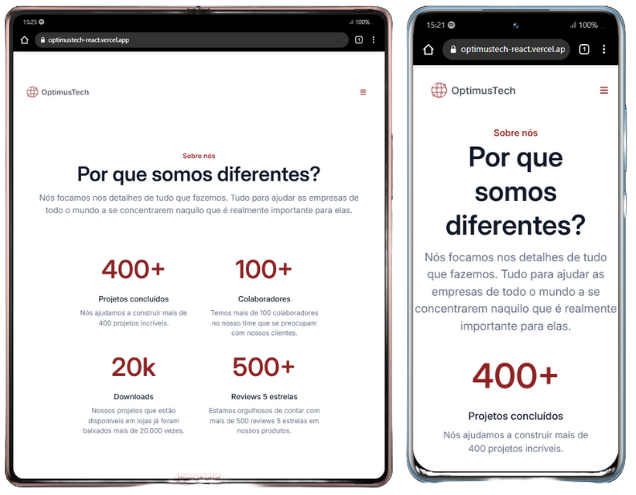 15:25
100%
optimustech-react.vercel.app
1
OptimusTech
Sobre nós
Por que somos diferentes?
Nós focamos nos detalhes de tudo que fazemos. Tudo para ajudar as empresas de
todo o mundo a se concentrarem naquilo que é realmente importante para elas.
400+
Projetos concluídos
Nós ajudamos a construir mais de
400 projetos incríveis.
100+
Colaboradores
Temos mais de 100 colaboradores
no nosso time que se preocupam
com nossos clientes.
20k
Downloads
Nossos projetos que estão
disponíveis em lojas já foram
baixados mais de 20.000 vezes.
500+
Reviews 5 estrelas
Estamos orgulhosos de contar com
mais de 500 reviews 5 estrelas em
nossos produtos.
15:21
100%
optimustech-react.vercel.ap
1
OptimusTech
Sobre nós
Por que
somos
diferentes?
Nós focamos nos detalhes de tudo
que fazemos. Tudo para ajudar as
empresas de todo o mundo a se
concentrarem naquilo que é realmente
importante para elas.
400+
Projetos concluídos
Nós ajudamos a construir mais de
400 projetos incríveis.